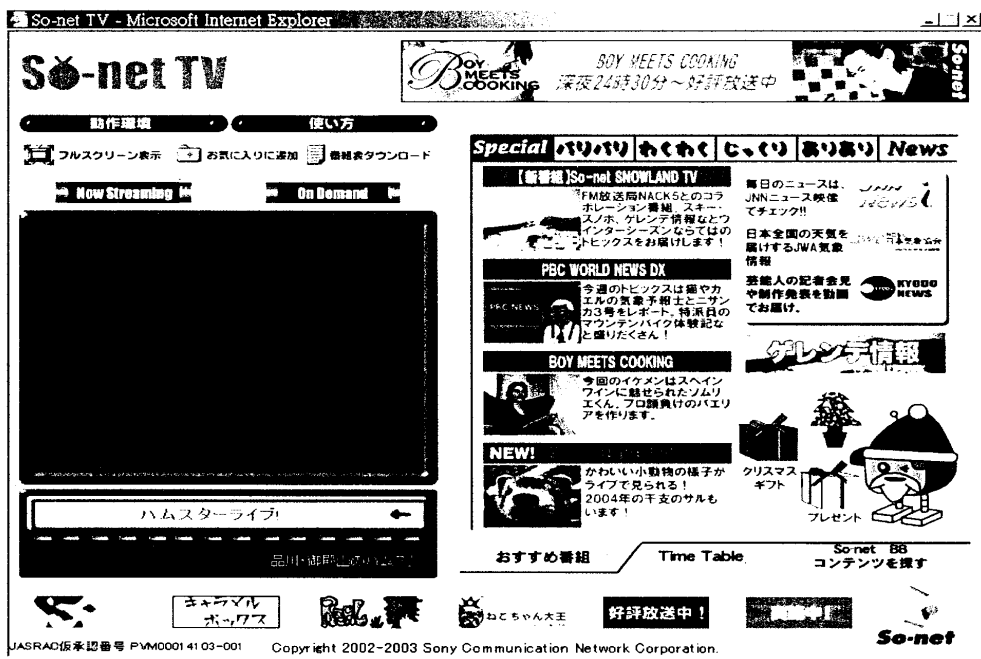 So-net TV - Microsoft Internet Explorer
So-net TV
BOY MEETS COOKING
BOY MEETS COOKING
深夜24時30分～好評放送中
So-net
動作環境
使い方
フルスクリーン表示
お気に入りに追加
番組表ダウンロード
Now Streaming
On Demand
ハムスターライブ!
Special
バリバリ
わくわく
じっくり
ありあり
News
【新番組】So-net SNOWLAND TV
FM放送局NACK5とのコラ
ボレーション番組。スキー・
スノボ、ゲレンデ情報などウ
インターシーズンならではの
トピックスをお届けします！
PBC WORLD NEWS DX
PBC NEWS
今週のトピックスは猫やカ
エルの気象予報士とニサン
カ3号をレポート。特派員の
マウンテンバイク体験記な
ど盛りだくさん！
BOY MEETS COOKING
今回のイケメンはスペイン
ワインに魅せられたソムリ
エくん。プロ顔負けのパエリ
アを作ります。
NEW!
かわいい小動物の様子が
ライブで見られる！
2004年の干支のサルも
います！
毎日のニュースは、
JNNニュース映像
でチェック!!
JNN NEWS
日本全国の天気を
届けするJWA気象
情報
日本気象協会
芸能人の記者会見
や制作発表を動画
でお届け。
KYODO NEWS
ゲレンデ情報
クリスマス
ギフト
プレゼント
おすすめ番組
Time Table
So-net BB
コンテンツを探す
キャラメル
ボックス
ねこちゃん大王
好評放送中！
So-net
JASRAC仮承認番号 PVM00014103-001
Copyright 2002-2003 Sony Communication Network Corporation.